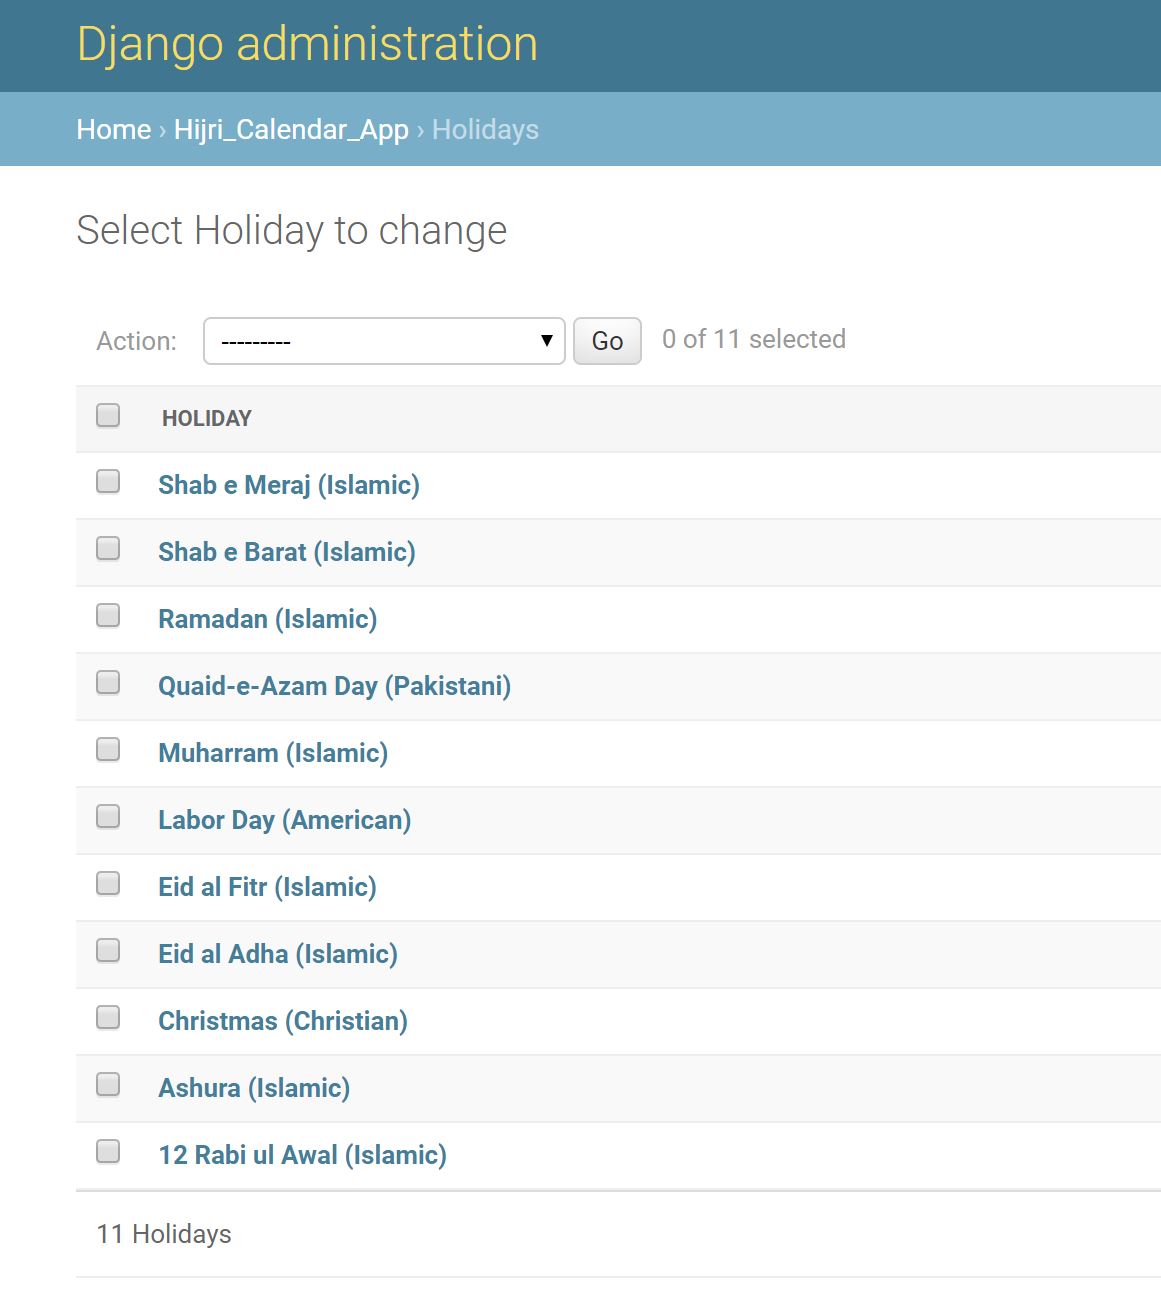 Django administration
Home › Hijri_Calendar_App › Holidays
Select Holiday to change
Action: --------- Go 0 of 11 selected
HOLIDAY
Shab e Meraj (Islamic)
Shab e Barat (Islamic)
Ramadan (Islamic)
Quaid-e-Azam Day (Pakistani)
Muharram (Islamic)
Labor Day (American)
Eid al Fitr (Islamic)
Eid al Adha (Islamic)
Christmas (Christian)
Ashura (Islamic)
12 Rabi ul Awal (Islamic)
11 Holidays